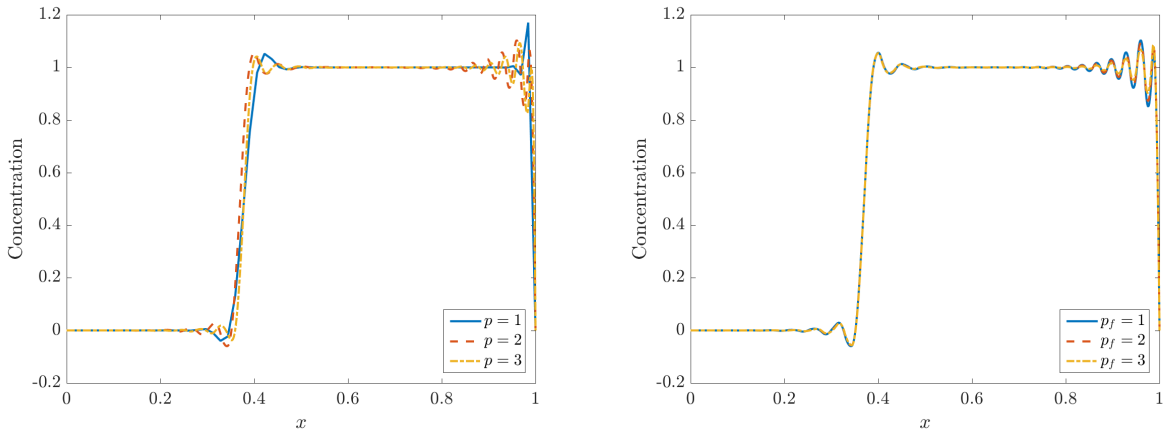 1.2
1
0.8
0.6
0.4
0.2
0
-0.2
Concentration
0
0.2
0.4
0.6
0.8
1
x
p = 1
p = 2
p = 3
1.2
1
0.8
0.6
0.4
0.2
0
-0.2
Concentration
0
0.2
0.4
0.6
0.8
1
x
p_f = 1
p_f = 2
p_f = 3